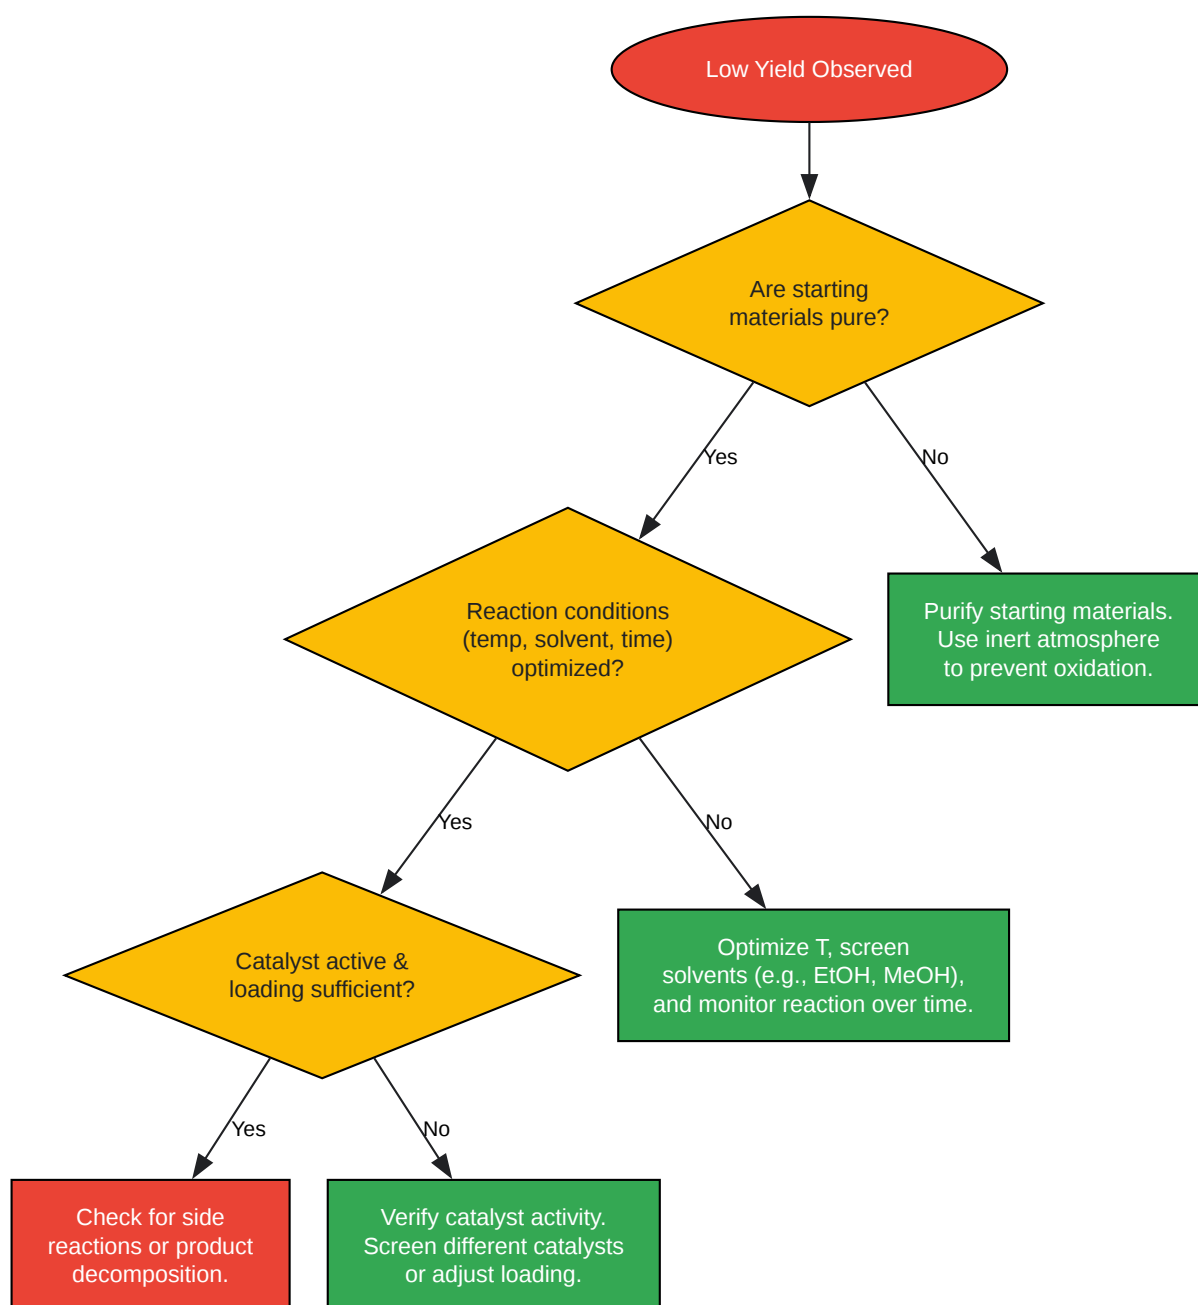 Low Yield Observed
Are starting
materials pure?
Yes
No
Reaction conditions
(temp, solvent, time)
optimized?
Purify starting materials.
Use inert atmosphere
to prevent oxidation.
Yes
No
Catalyst active &
loading sufficient?
Optimize T, screen
solvents (e.g., EtOH, MeOH),
and monitor reaction over time.
Yes
No
Check for side
reactions or product
decomposition.
Verify catalyst activity.
Screen different catalysts
or adjust loading.